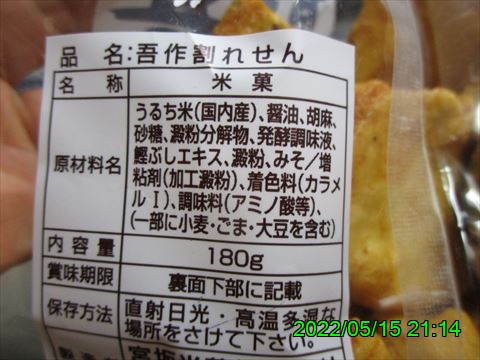 品 名:吾作割れせん
名 称 米 菓
原材料名
うるち米(国内産)、醤油、胡麻、
砂糖、澱粉分解物、発酵調味液、
鰹ぶしエキス、澱粉、みそ/増
粘剤(加工澱粉)、着色料(カラメ
ルⅠ)、調味料(アミノ酸等)、
(一部に小麦・ごま・大豆を含む)
内 容 量 180g
賞味期限 裏面下部に記載
保存方法 直射日光・高温多湿な
場所をさけて下さい。
2022/05/15 21:14